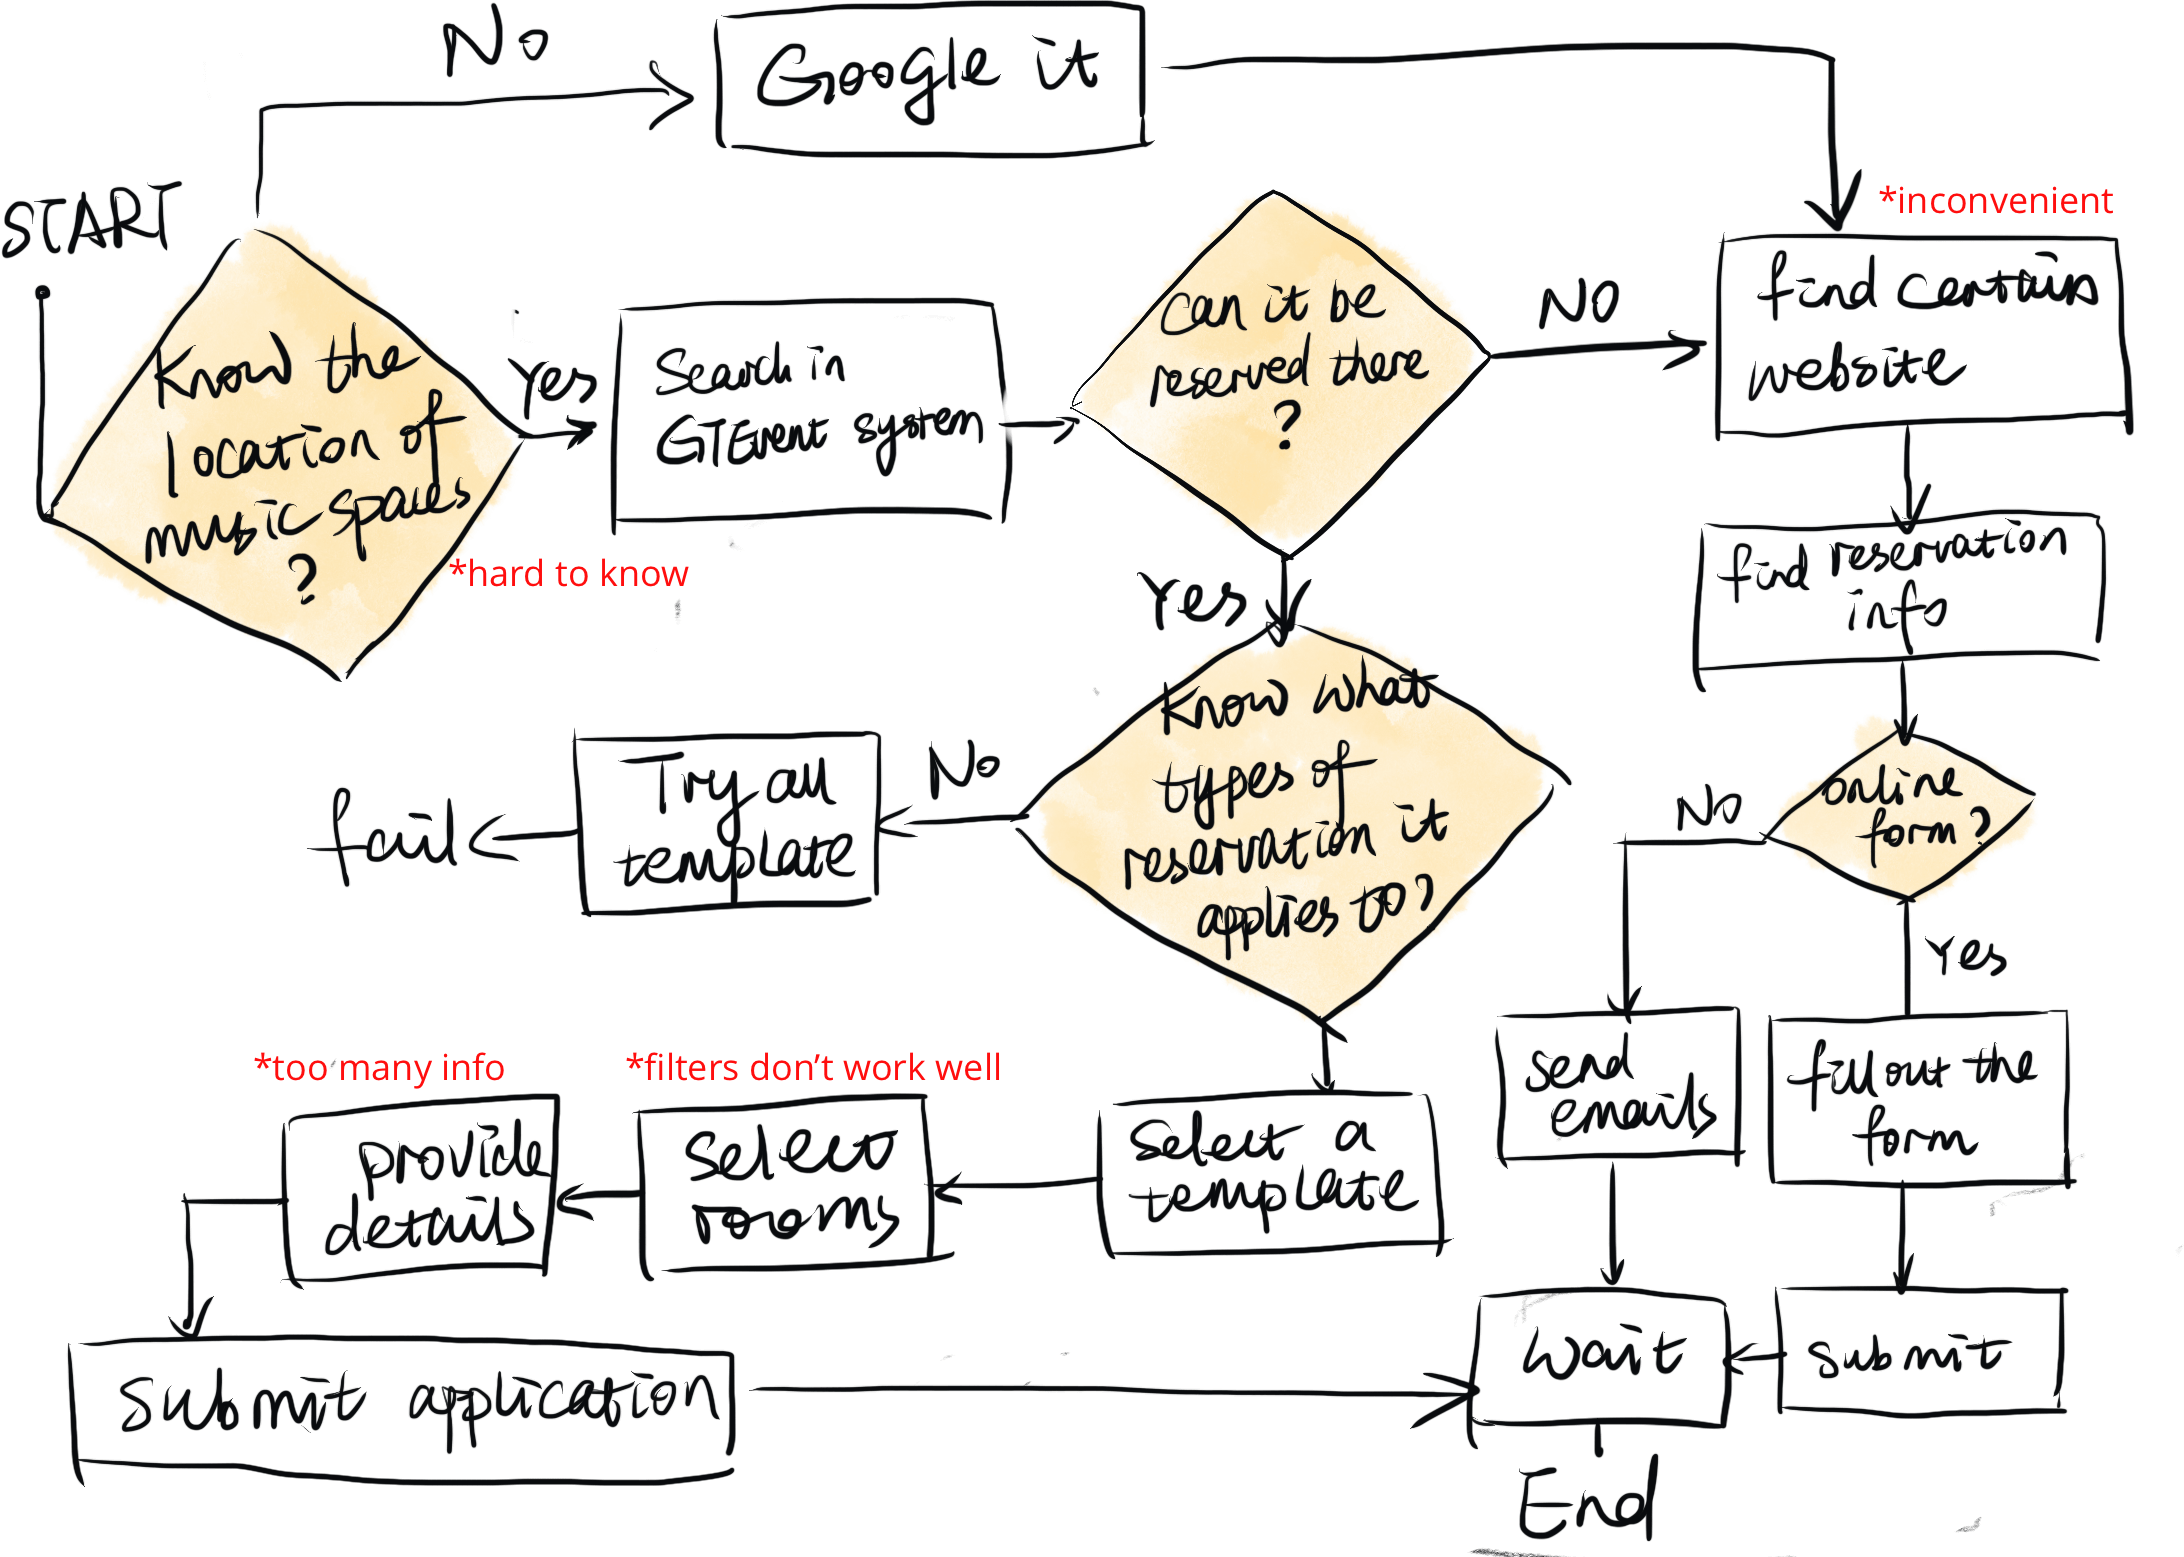 No
Google it
START
*inconvenient
Know the
location of
music spaces
?
*hard to know
Yes
Search in
GTEvent system
Can it be
reserved there
?
NO
find certain
website
find reservation
info
Yes
Know what
types of
reservation it
applies to?
No
Try all
template
fail
online
form?
No
Yes
send
emails
fill out the
form
*too many info
*filters don't work well
provide
details
Select
rooms
Select a
template
Submit application
Wait
submit
End